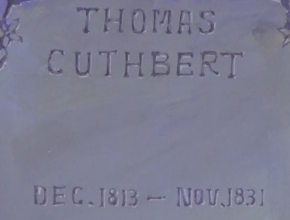 THOMAS
CUTHBERT
DEC. 1813 — NOV. 1831